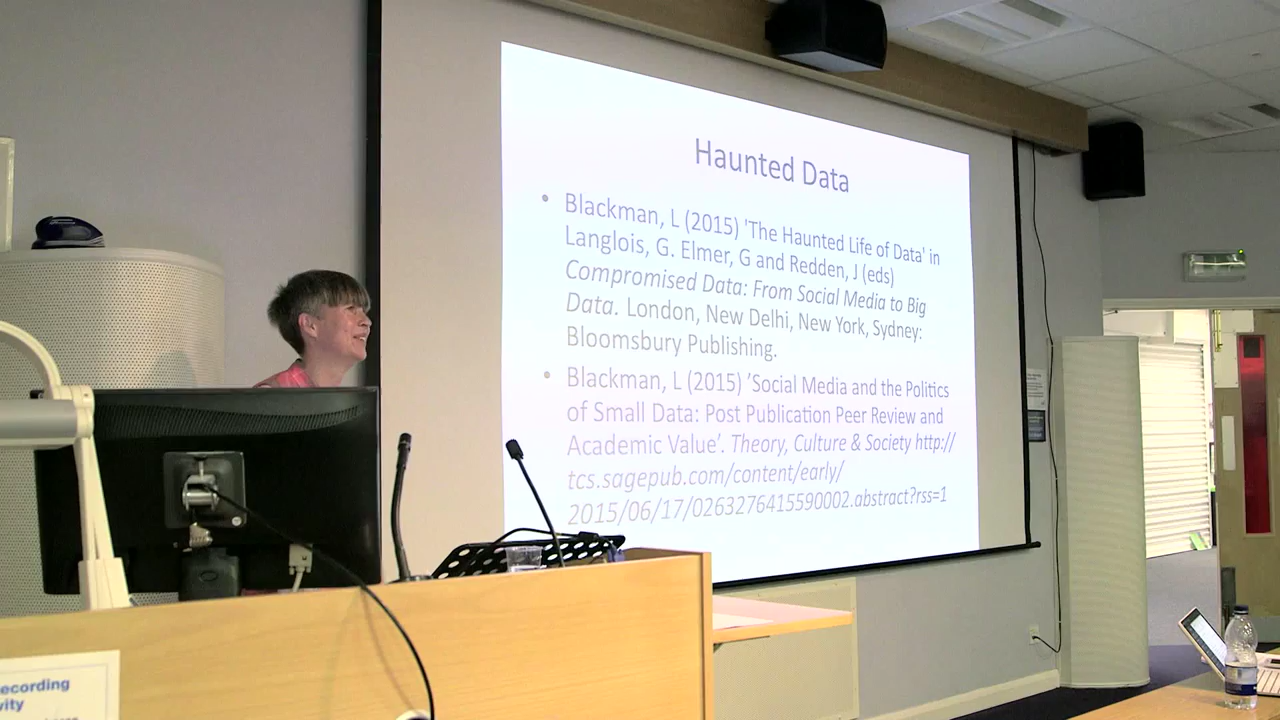 Haunted Data
• Blackman, L (2015) 'The Haunted Life of Data' in
Langlois, G. Elmer, G and Redden, J (eds)
Compromised Data: From Social Media to Big
Data. London, New Delhi, New York, Sydney:
Bloomsbury Publishing.
• Blackman, L (2015) ’Social Media and the Politics
of Small Data: Post Publication Peer Review and
Academic Value’. Theory, Culture & Society http://
tcs.sagepub.com/content/early/
2015/06/17/0263276415590002.abstract?rss=1
ecording
vity